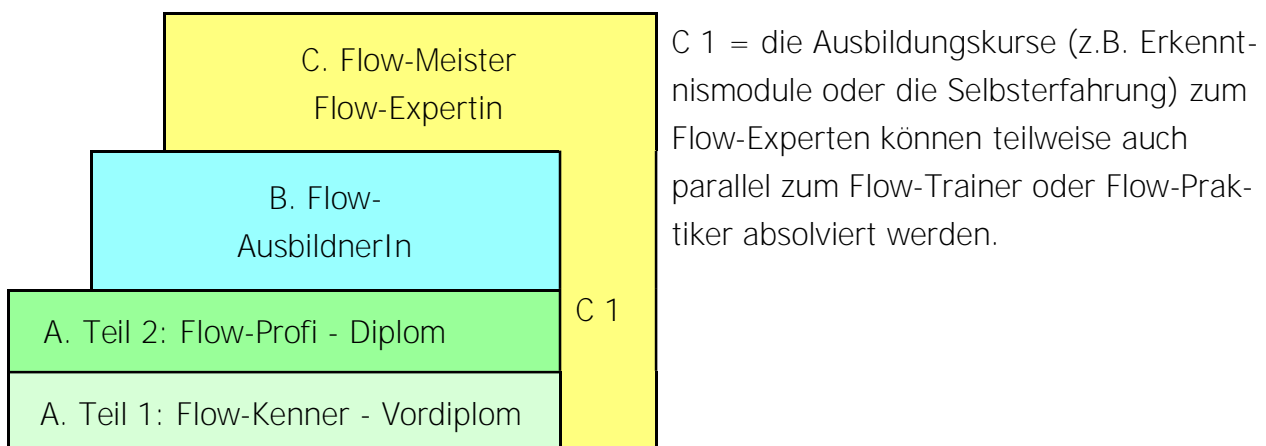 C. Flow-Meister
Flow-Expertin
B. Flow-
AusbildnerIn
A. Teil 2: Flow-Profi - Diplom
A. Teil 1: Flow-Kenner - Vordiplom
C 1
C 1 = die Ausbildungskurse (z.B. Erkennt-
nismodule oder die Selbsterfahrung) zum
Flow-Experten können teilweise auch
parallel zum Flow-Trainer oder Flow-Prak-
tiker absolviert werden.